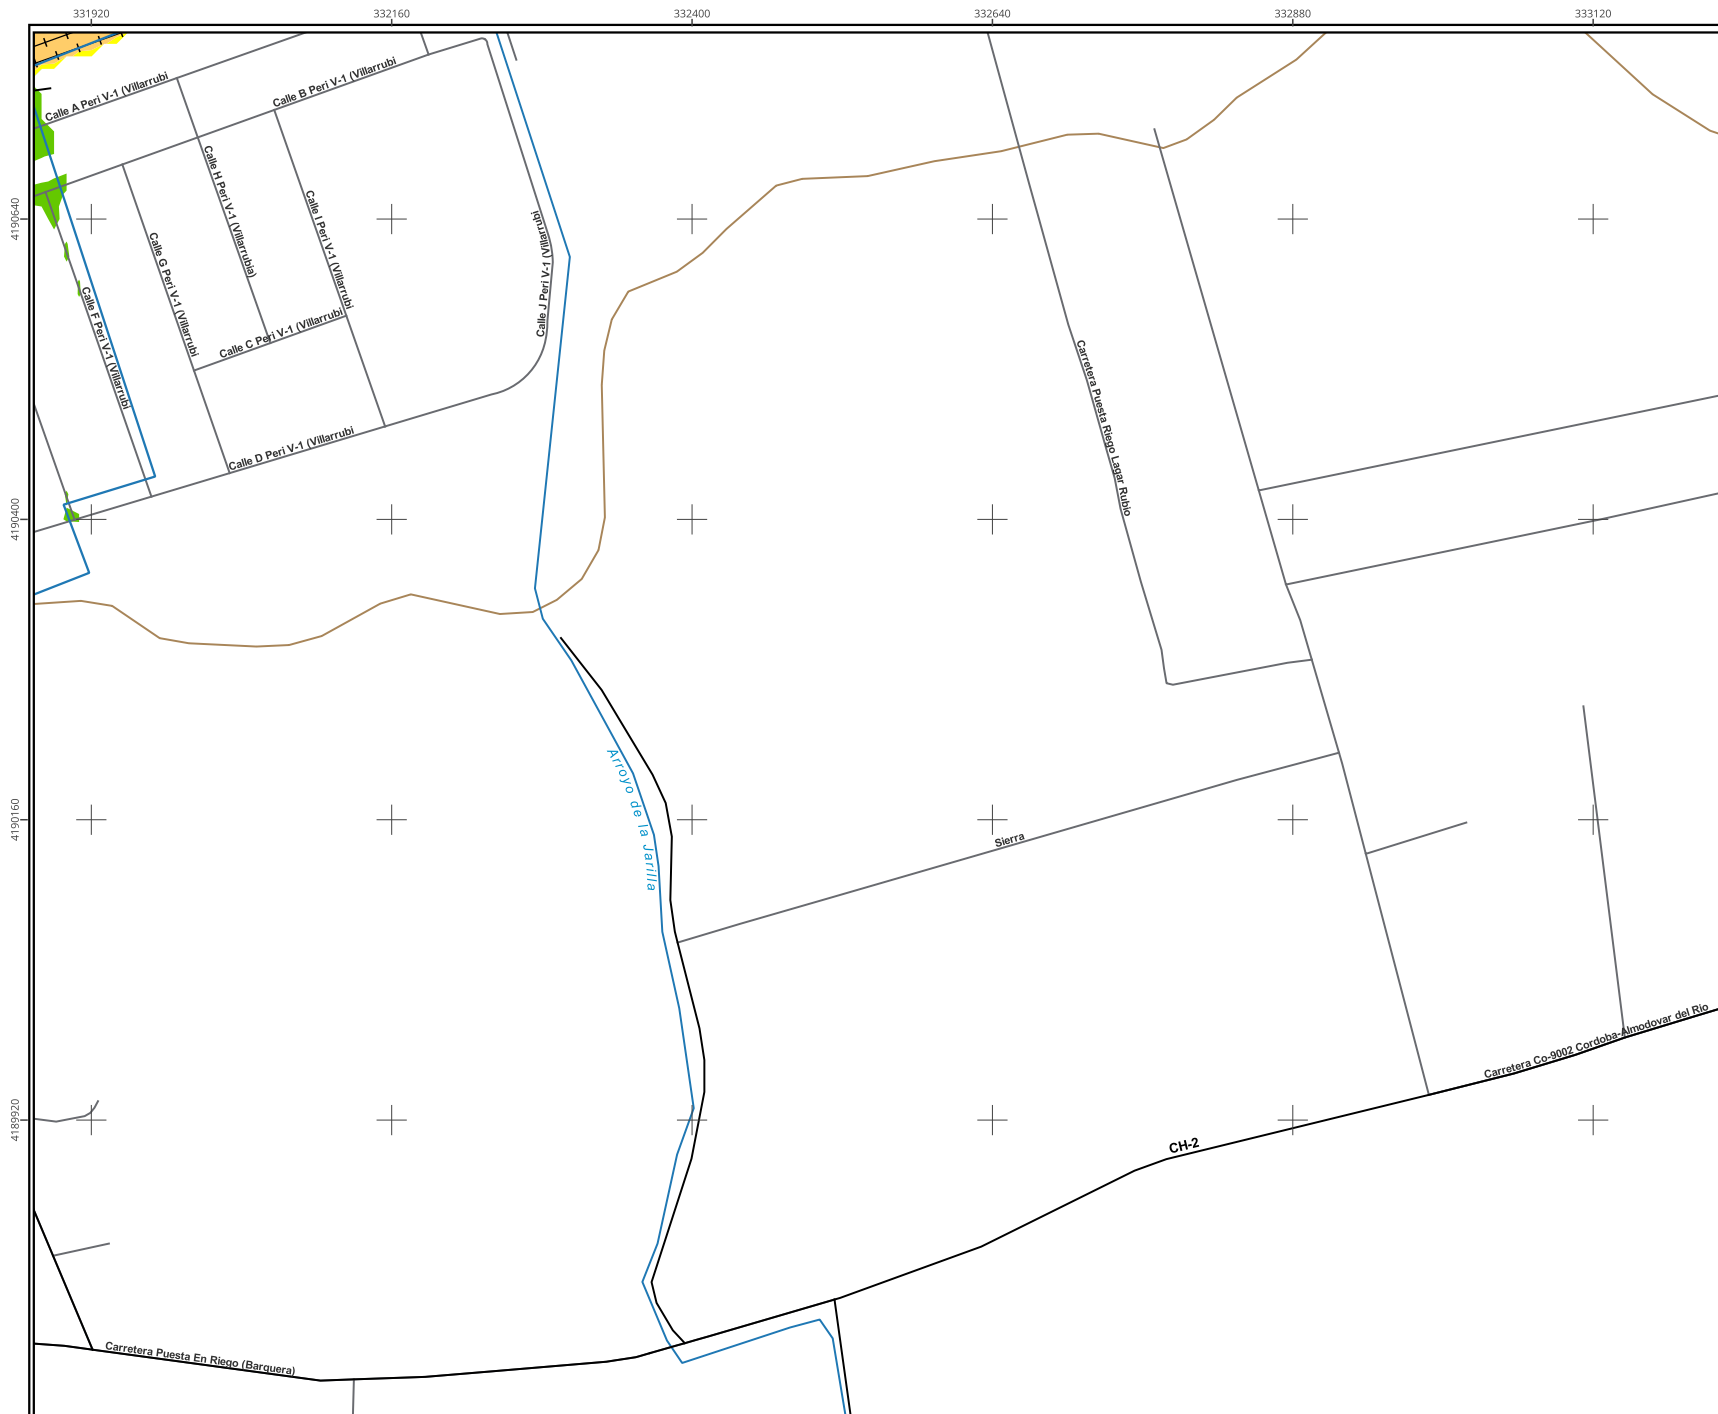 331920
332160
332400
332640
332880
333120
4190640
4190400
4190160
4189920
Calle A Peri V-1 (Villarrubi
Calle B Peri V-1 (Villarrubi
Calle H Peri V-1 (Villarrubia)
Calle I Peri V-1 (Villarrubi
Calle J Peri V-1 (Villarrubi
Calle G Peri V-1 (Villarrubi
Calle F Peri V-1 (Villarrubi
Calle C Peri V-1 (Villarrubi
Calle D Peri V-1 (Villarrubi
Carretera Puesta Riego Lagar Rubio
Arroyo de la Jarilla
Sierra
Carretera Co-9002 Cordoba-Almodovar del Rio
CH-2
Carretera Puesta En Riego (Barquera)